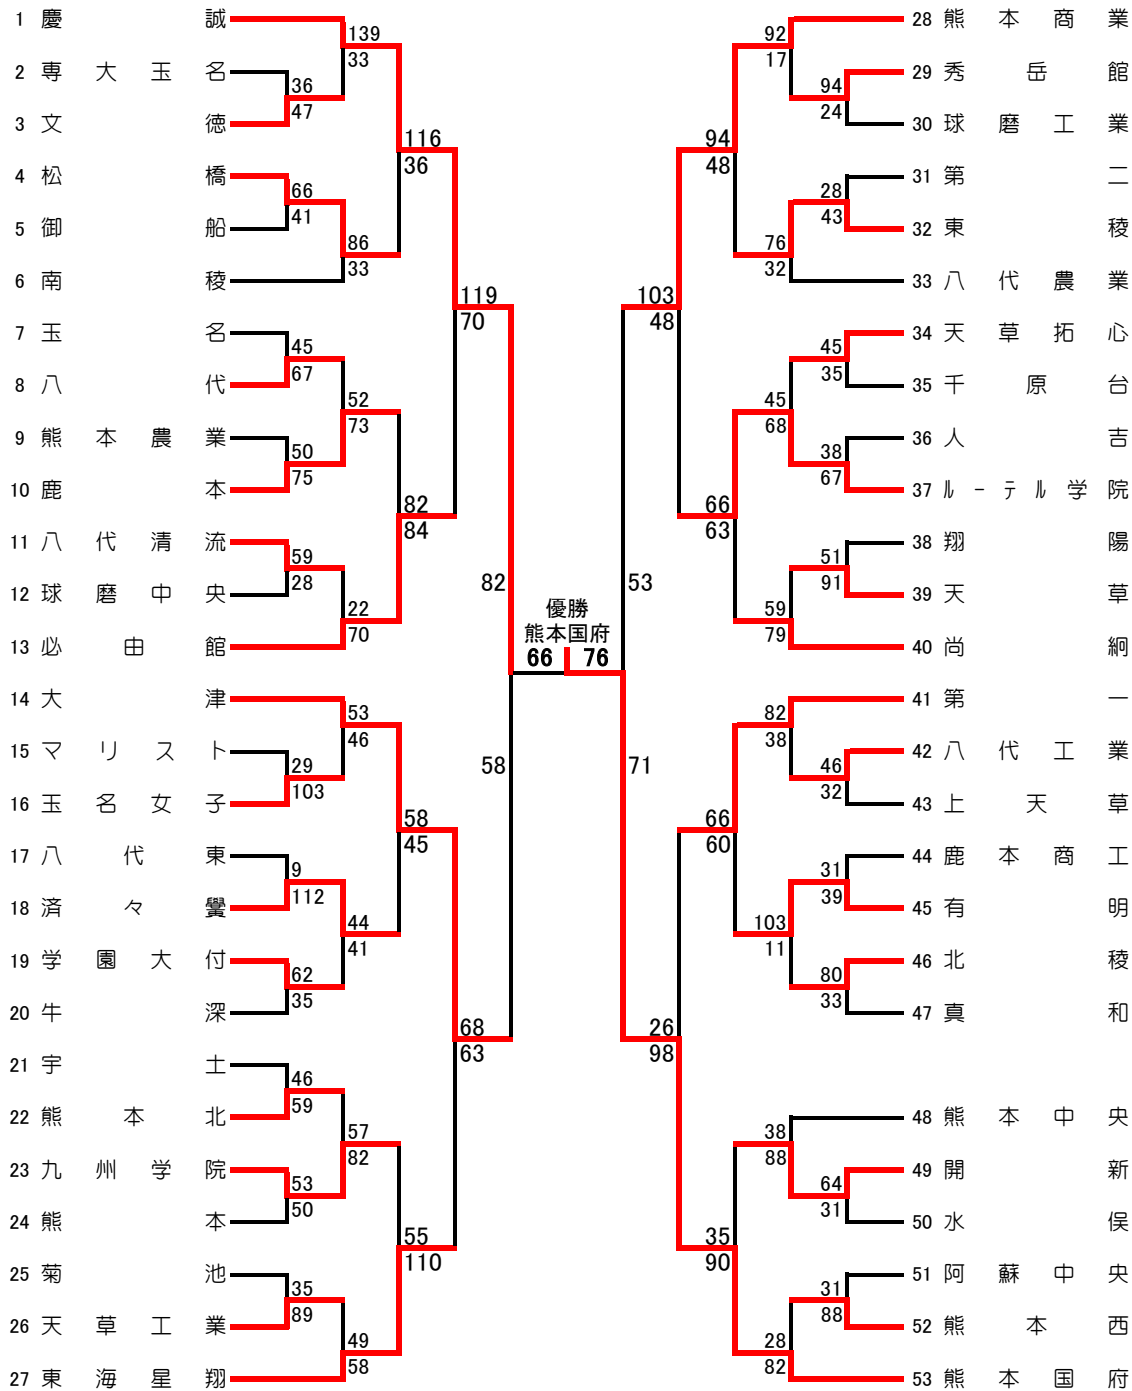 1 慶誠
2 専大玉名
3 文徳
4 松橋
5 御船
6 南稜
7 玉名
8 八代
9 熊本農業
10 鹿本
11 八代清流
12 球磨中央
13 必由館
14 大津
15 マリスト
16 玉名女子
17 八代東
18 済々黌
19 学園大付
20 牛深
21 宇土
22 熊本北
23 九州学院
24 熊本
25 菊池
26 天草工業
27 東海星翔
36
47
66
41
45
67
50
75
59
28
29
103
9
112
62
35
46
59
53
50
35
89
139
33
86
33
52
73
22
70
53
46
44
41
57
82
49
58
116
36
82
84
58
45
55
110
119
70
68
63
82
58
優勝
熊本国府
66 76
53
71
103
48
26
98
94
48
66
63
66
60
35
90
92
17
76
32
45
68
59
79
82
38
103
11
38
88
28
82
94
24
28
43
45
35
38
67
51
91
46
32
31
39
80
33
64
31
31
88
28 熊本商業
29 秀岳館
30 球磨工業
31 第二
32 東稜
33 八代農業
34 天草拓心
35 千原台
36 人吉
37 ルーテル学院
38 翔陽
39 天草
40 尚絅
41 第一
42 八代工業
43 上天草
44 鹿本商工
45 有明
46 北稜
47 真和
48 熊本中央
49 開新
50 水俣
51 阿蘇中央
52 熊本西
53 熊本国府